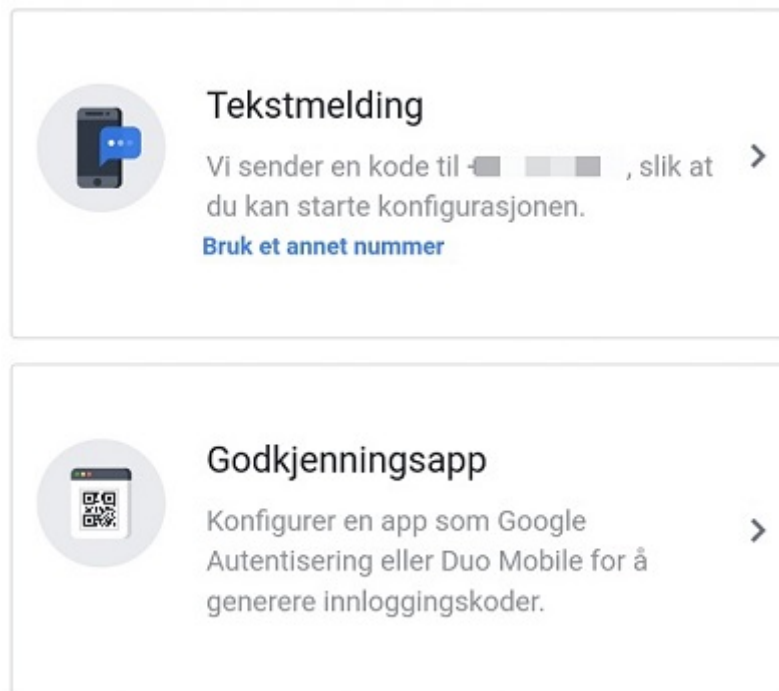 Tekstmelding
Vi sender en kode til , slik at
du kan starte konfigurasjonen.
Bruk et annet nummer
Godkjenningsapp
Konfigurer en app som Google
Autentisering eller Duo Mobile for å
generere innloggingskoder.